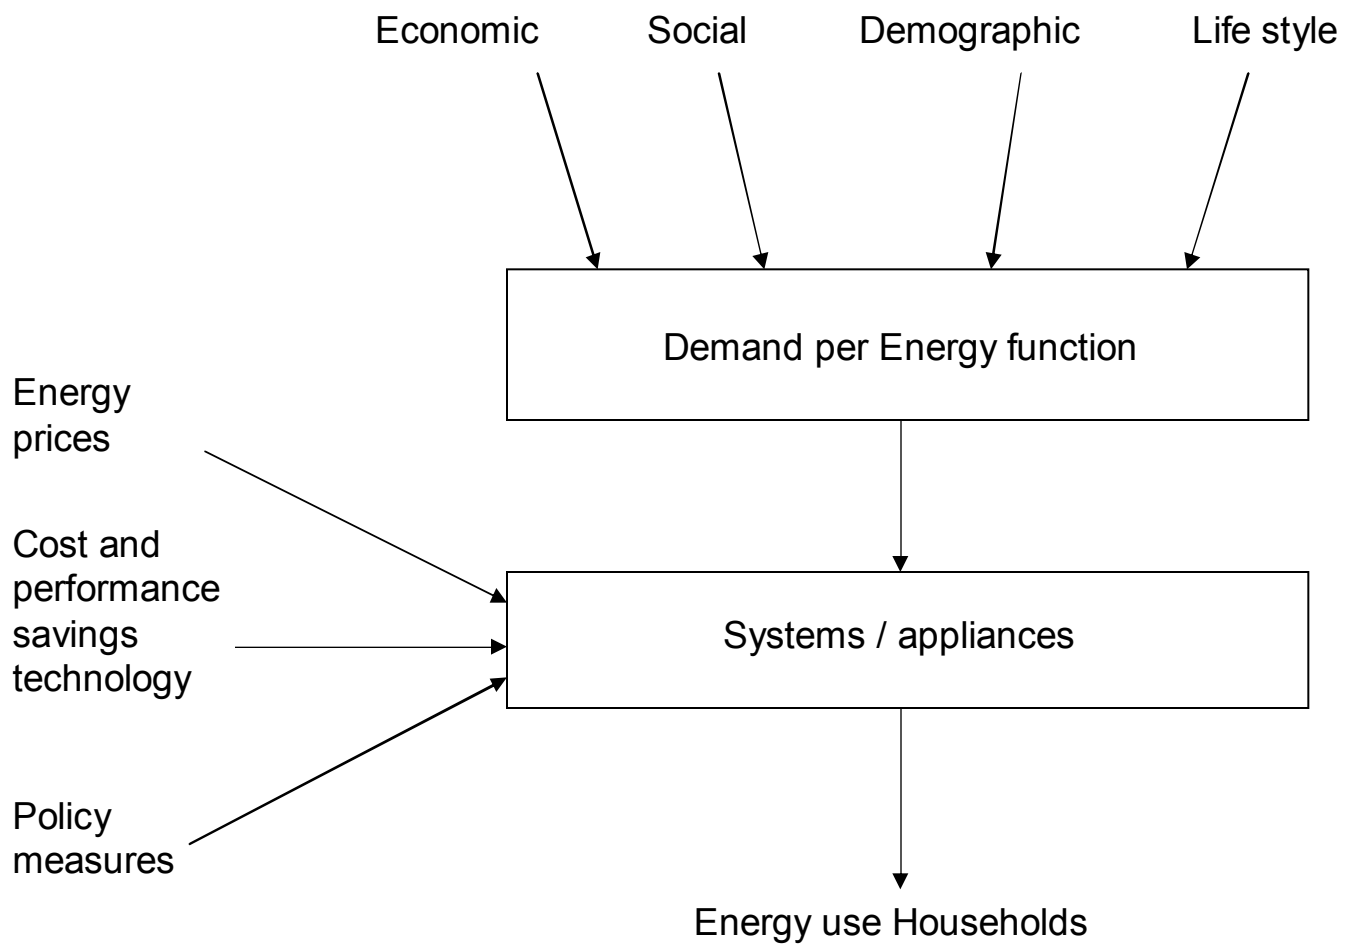 Economic Social Demographic Life style
Demand per Energy function
Energy
prices
Cost and
performance
savings
technology
Systems / appliances
Policy
measures
Energy use Households